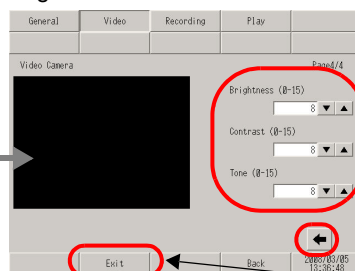 General Video Recording Play
Video Camera Page4/4
Brightness (0-15)
8
Contrast (0-15)
8
Tone (0-15)
8
Exit Back 2008/03/05
13:36:48